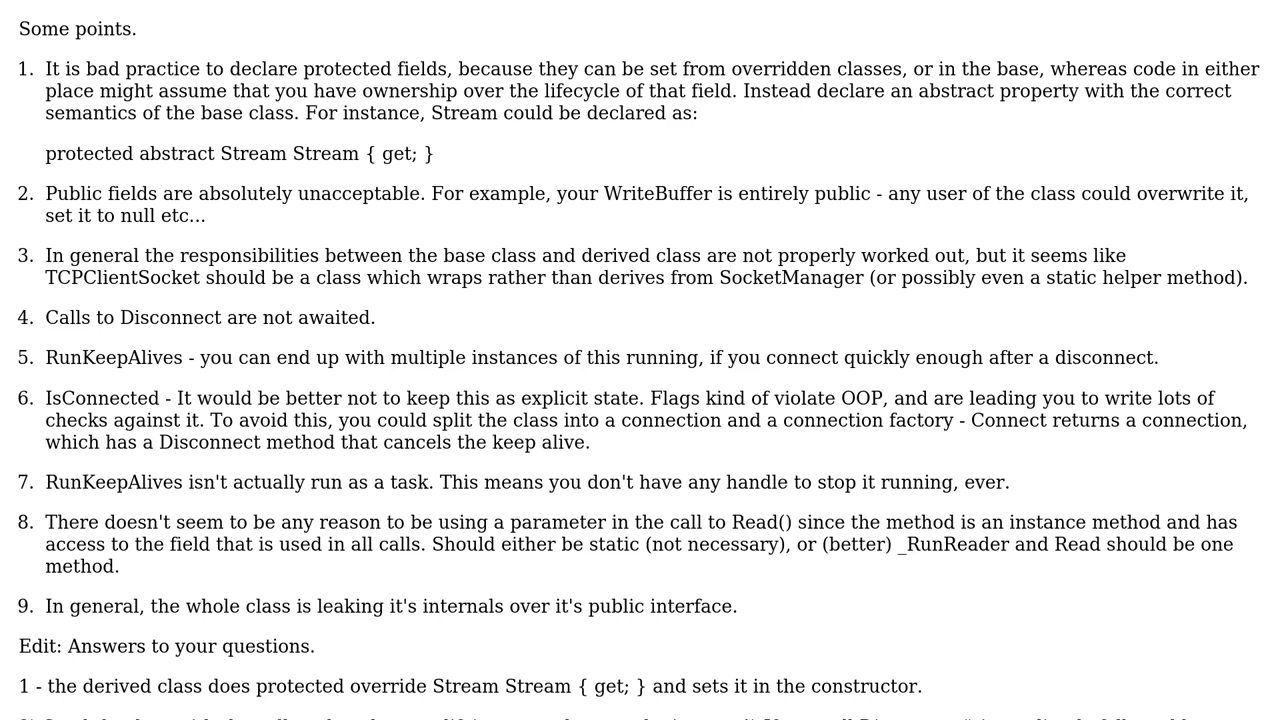 Some points.
1. It is bad practice to declare protected fields, because they can be set from overridden classes, or in the base, whereas code in either
place might assume that you have ownership over the lifecycle of that field. Instead declare an abstract property with the correct
semantics of the base class. For instance, Stream could be declared as:
protected abstract Stream Stream { get; }
2. Public fields are absolutely unacceptable. For example, your WriteBuffer is entirely public - any user of the class could overwrite it,
set it to null etc...
3. In general the responsibilities between the base class and derived class are not properly worked out, but it seems like
TCPClientSocket should be a class which wraps rather than derives from SocketManager (or possibly even a static helper method).
4. Calls to Disconnect are not awaited.
5. RunKeepAlives - you can end up with multiple instances of this running, if you connect quickly enough after a disconnect.
6. IsConnected - It would be better not to keep this as explicit state. Flags kind of violate OOP, and are leading you to write lots of
checks against it. To avoid this, you could split the class into a connection and a connection factory - Connect returns a connection,
which has a Disconnect method that cancels the keep alive.
7. RunKeepAlives isn't actually run as a task. This means you don't have any handle to stop it running, ever.
8. There doesn't seem to be any reason to be using a parameter in the call to Read() since the method is an instance method and has
access to the field that is used in all calls. Should either be static (not necessary), or (better) _RunReader and Read should be one
method.
9. In general, the whole class is leaking it's internals over it's public interface.
Edit: Answers to your questions.
1 - the derived class does protected override Stream Stream { get; } and sets it in the constructor.